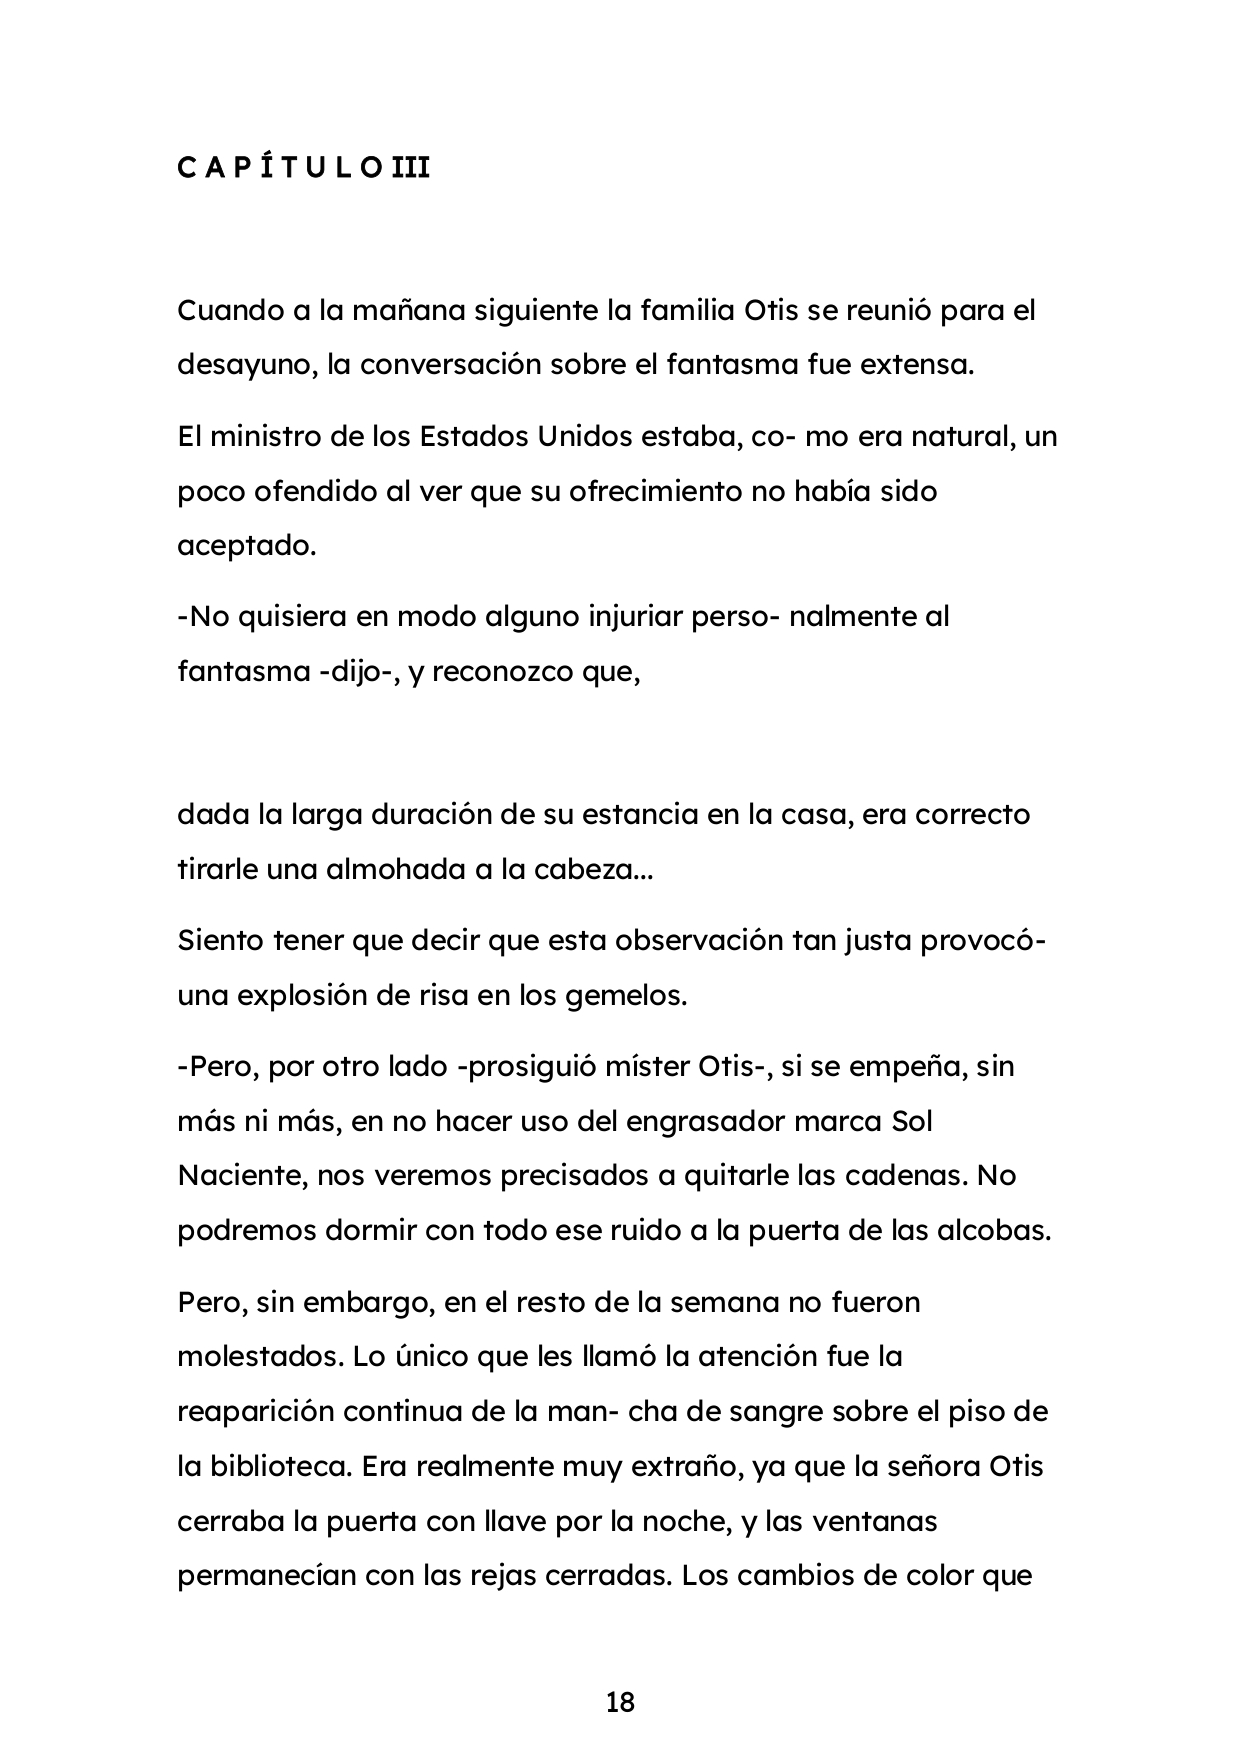 C A P Í T U L O III
Cuando a la mañana siguiente la familia Otis se reunió para el
desayuno, la conversación sobre el fantasma fue extensa.
El ministro de los Estados Unidos estaba, co- mo era natural, un
poco ofendido al ver que su ofrecimiento no había sido
aceptado.
-No quisiera en modo alguno injuriar perso- nalmente al
fantasma -dijo-, y reconozco que,
dada la larga duración de su estancia en la casa, era correcto
tirarle una almohada a la cabeza...
Siento tener que decir que esta observación tan justa provocó-
una explosión de risa en los gemelos.
-Pero, por otro lado -prosiguió míster Otis-, si se empeña, sin
más ni más, en no hacer uso del engrasador marca Sol
Naciente, nos veremos precisados a quitarle las cadenas. No
podremos dormir con todo ese ruido a la puerta de las alcobas.
Pero, sin embargo, en el resto de la semana no fueron
molestados. Lo único que les llamó la atención fue la
reaparición continua de la man- cha de sangre sobre el piso de
la biblioteca. Era realmente muy extraño, ya que la señora Otis
cerraba la puerta con llave por la noche, y las ventanas
permanecían con las rejas cerradas. Los cambios de color que
18